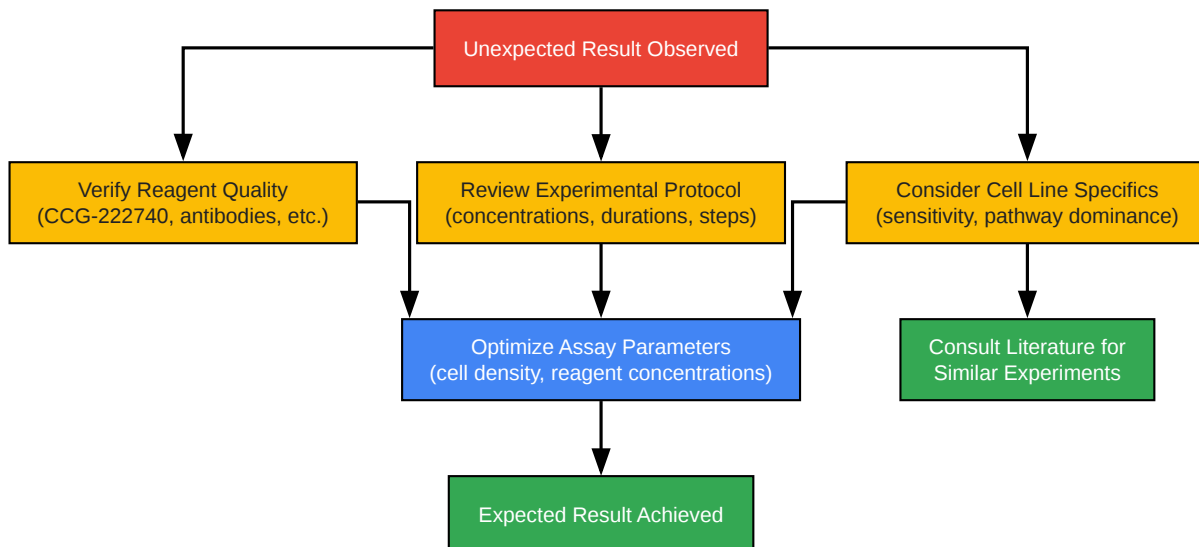 Unexpected Result Observed
Verify Reagent Quality
(CCG-222740, antibodies, etc.)
Review Experimental Protocol
(concentrations, durations, steps)
Consider Cell Line Specifics
(sensitivity, pathway dominance)
Optimize Assay Parameters
(cell density, reagent concentrations)
Consult Literature for
Similar Experiments
Expected Result Achieved